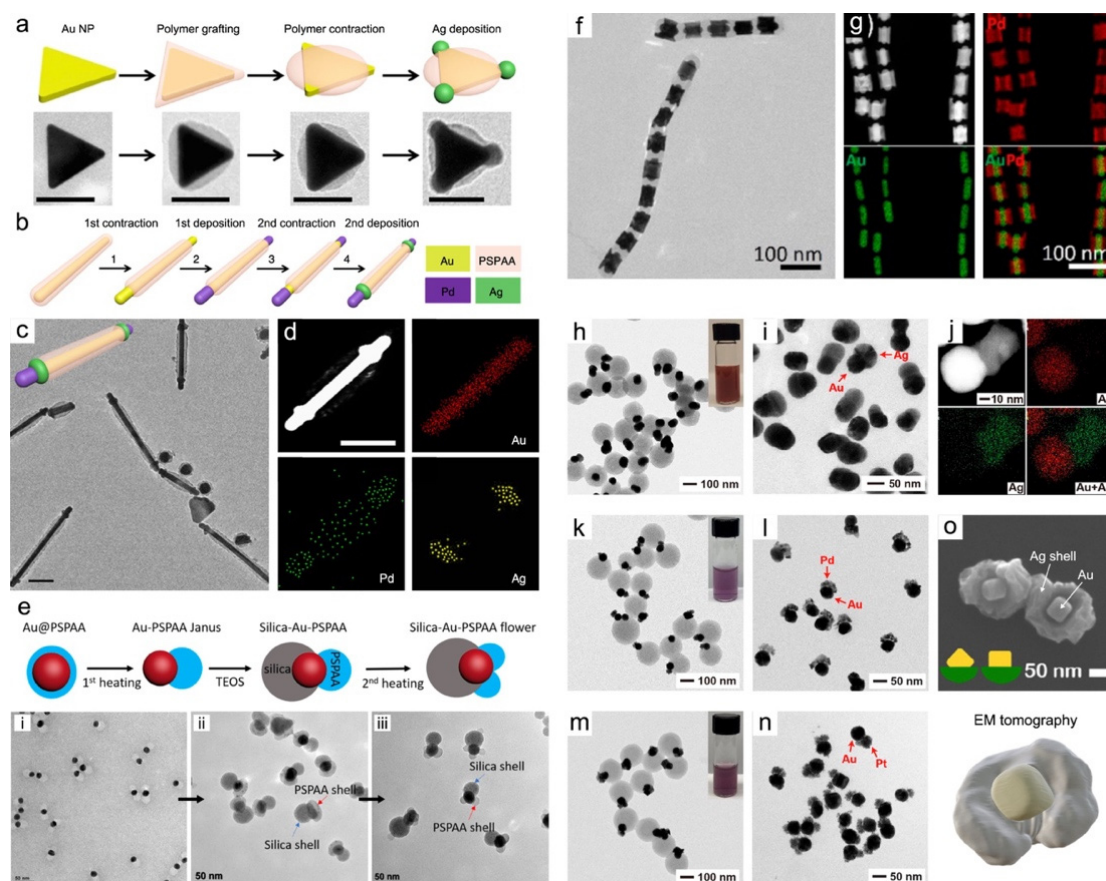 a
Au NP
Polymer grafting
Polymer contraction
Ag deposition
b
1st contraction
1st deposition
2nd contraction
2nd deposition
1
2
3
4
Au
PSPAA
Pd
Ag
c
d
Au
Pd
Ag
e
Au@PSPAA
Au-PSPAA Janus
Silica-Au-PSPAA
Silica-Au-PSPAA flower
1st heating
TEOS
silica
PSPAA
2nd heating
i
ii
Silica shell
PSPAA shell
50 nm
iii
Silica shell
PSPAA shell
50 nm
f
100 nm
g)
Pd
Au
AuPd
100 nm
h
100 nm
i
Ag
Au
50 nm
j
10 nm
A
Ag
Au+A
k
100 nm
l
Pd
Au
50 nm
m
100 nm
n
Au
Pt
50 nm
o
Ag shell
Au
50 nm
EM tomography